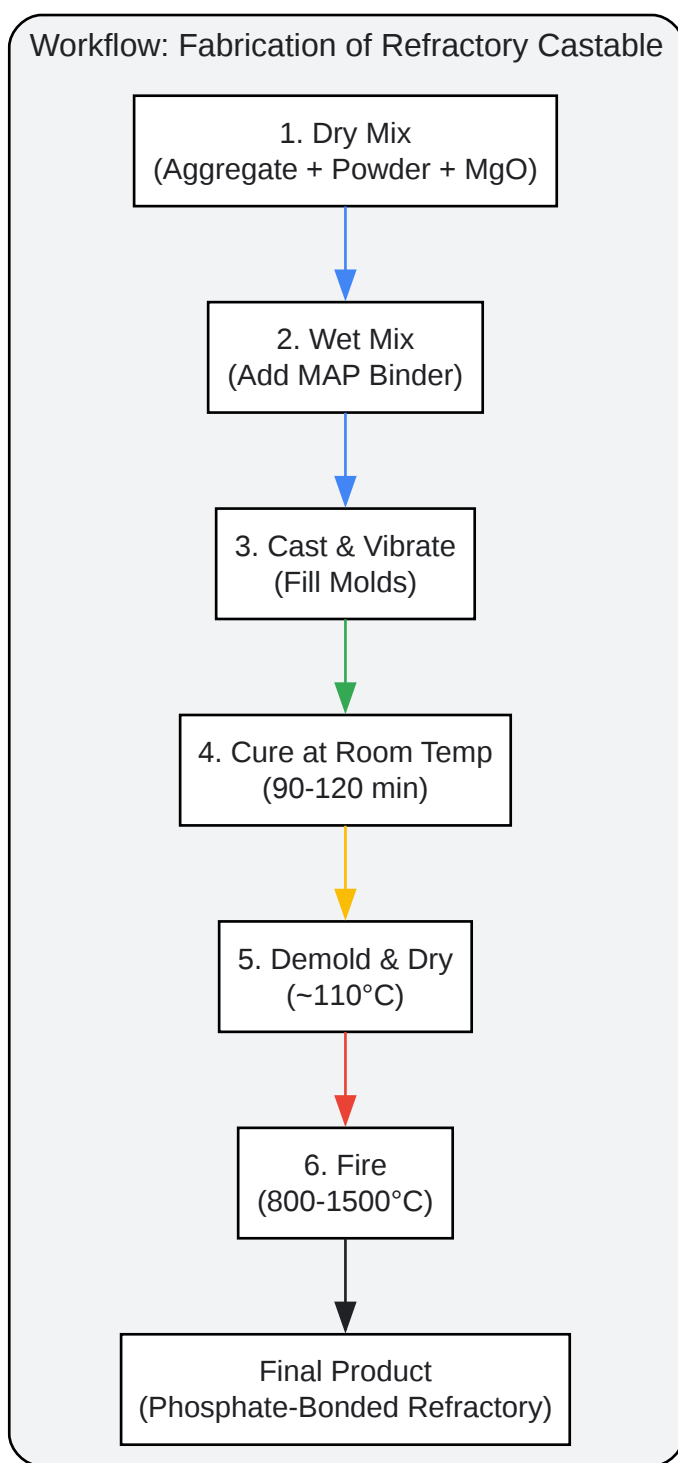 Workflow: Fabrication of Refractory Castable
1. Dry Mix
(Aggregate + Powder + MgO)
2. Wet Mix
(Add MAP Binder)
3. Cast & Vibrate
(Fill Molds)
4. Cure at Room Temp
(90-120 min)
5. Demold & Dry
(~110°C)
6. Fire
(800-1500°C)
Final Product
(Phosphate-Bonded Refractory)